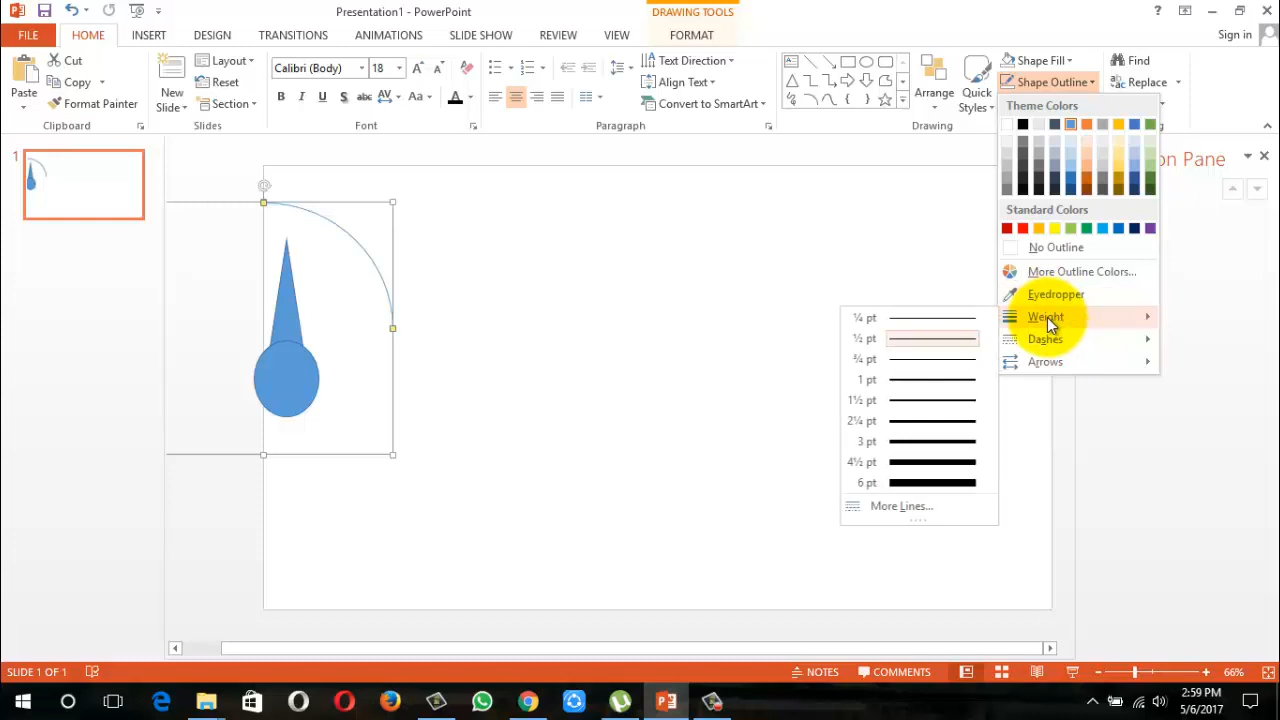 Presentation1 - PowerPoint
DRAWING TOOLS
?
FILE
HOME
INSERT
DESIGN
TRANSITIONS
ANIMATIONS
SLIDE SHOW
REVIEW
VIEW
FORMAT
Sign in
Paste
Cut
Copy
Format Painter
Clipboard
New
Slide
Layout
Reset
Section
Slides
Calibri (Body)
18
B I U S abc AV Aa A
Font
Text Direction
Align Text
Convert to SmartArt
Paragraph
Arrange
Quick
Styles
Drawing
Shape Fill
Shape Outline
Find
Replace
Theme Colors
Standard Colors
No Outline
More Outline Colors...
Eyedropper
Weight
Dashes
Arrows
on Pane
1
¼ pt
½ pt
¾ pt
1 pt
1½ pt
2¼ pt
3 pt
4½ pt
6 pt
More Lines...
SLIDE 1 OF 1
NOTES
COMMENTS
66%
2:59 PM
5/6/2017